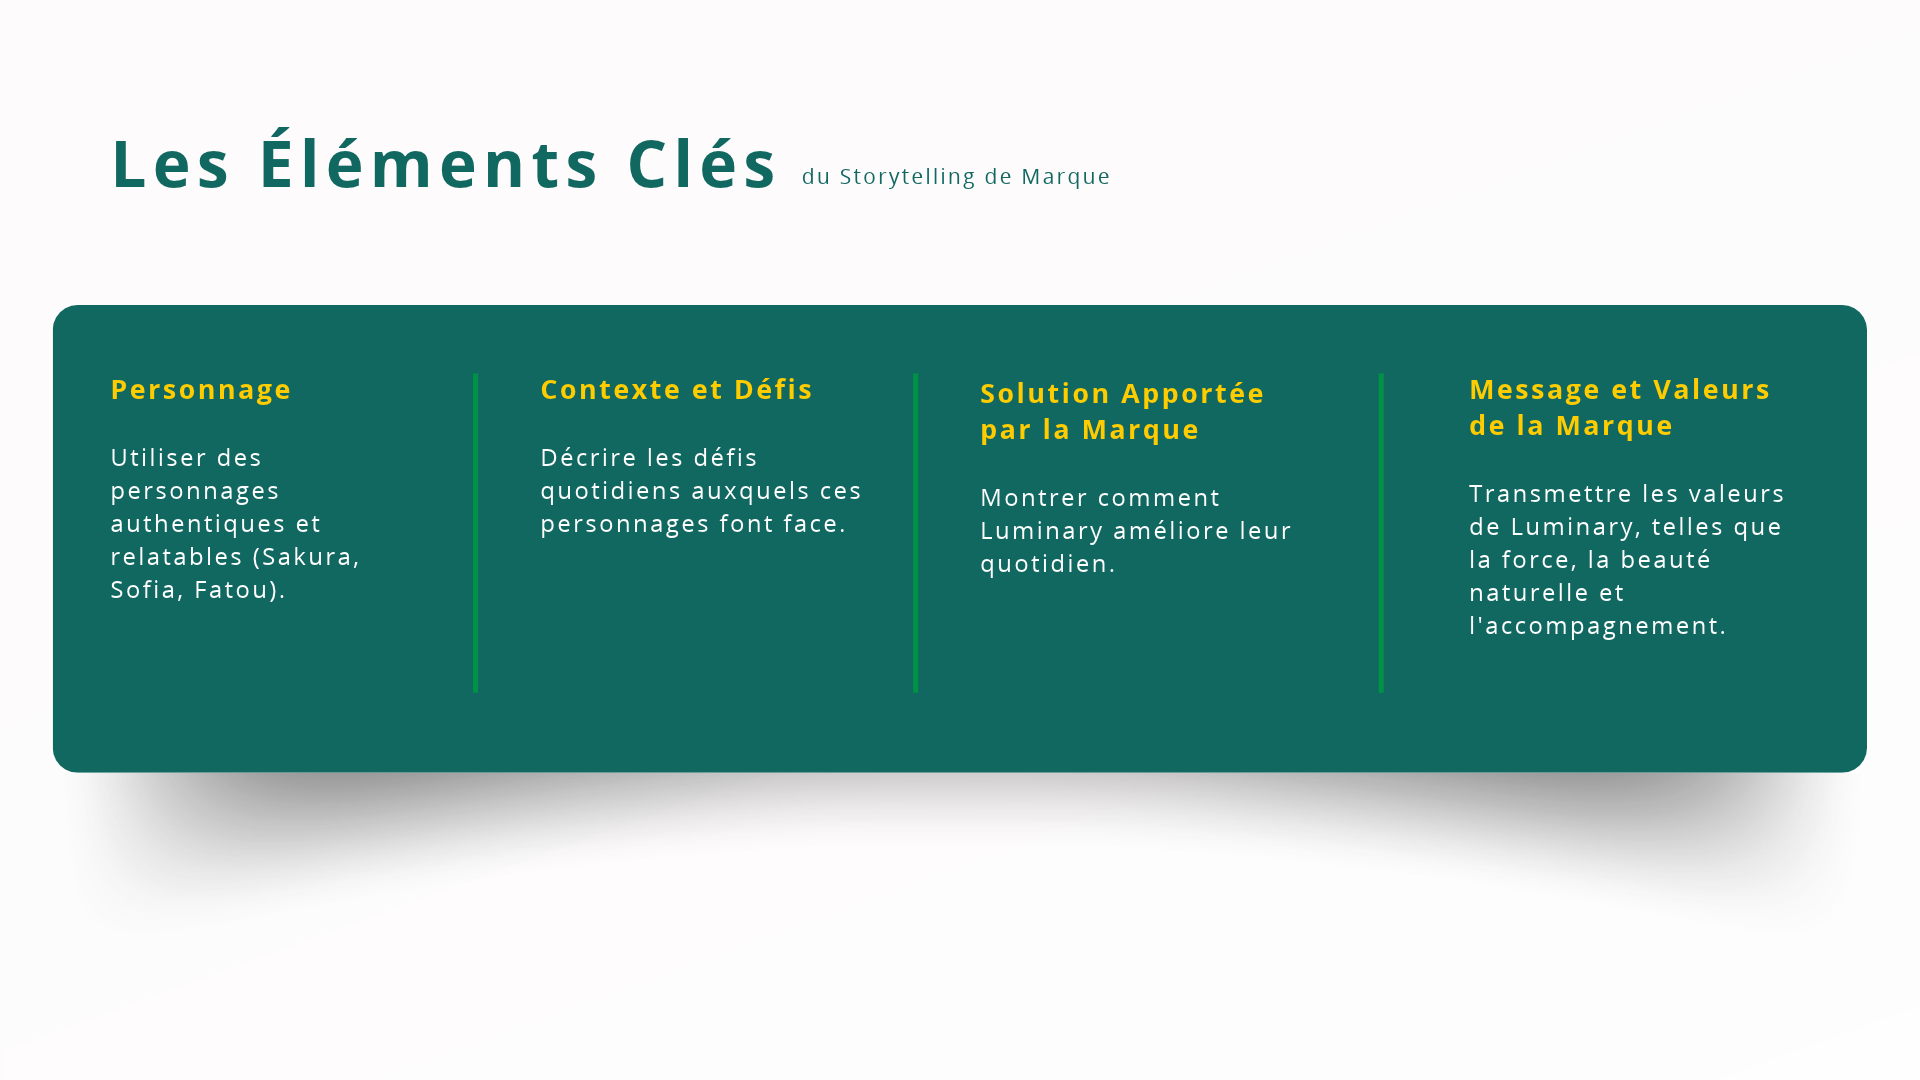 Les Éléments Clés du Storytelling de Marque
Personnage
Utiliser des
personnages
authentiques et
relatables (Sakura,
Sofia, Fatou).
Contexte et Défis
Décrire les défis
quotidiens auxquels ces
personnages font face.
Solution Apportée
par la Marque
Montrer comment
Luminary améliore leur
quotidien.
Message et Valeurs
de la Marque
Transmettre les valeurs
de Luminary, telles que
la force, la beauté
naturelle et
l'accompagnement.